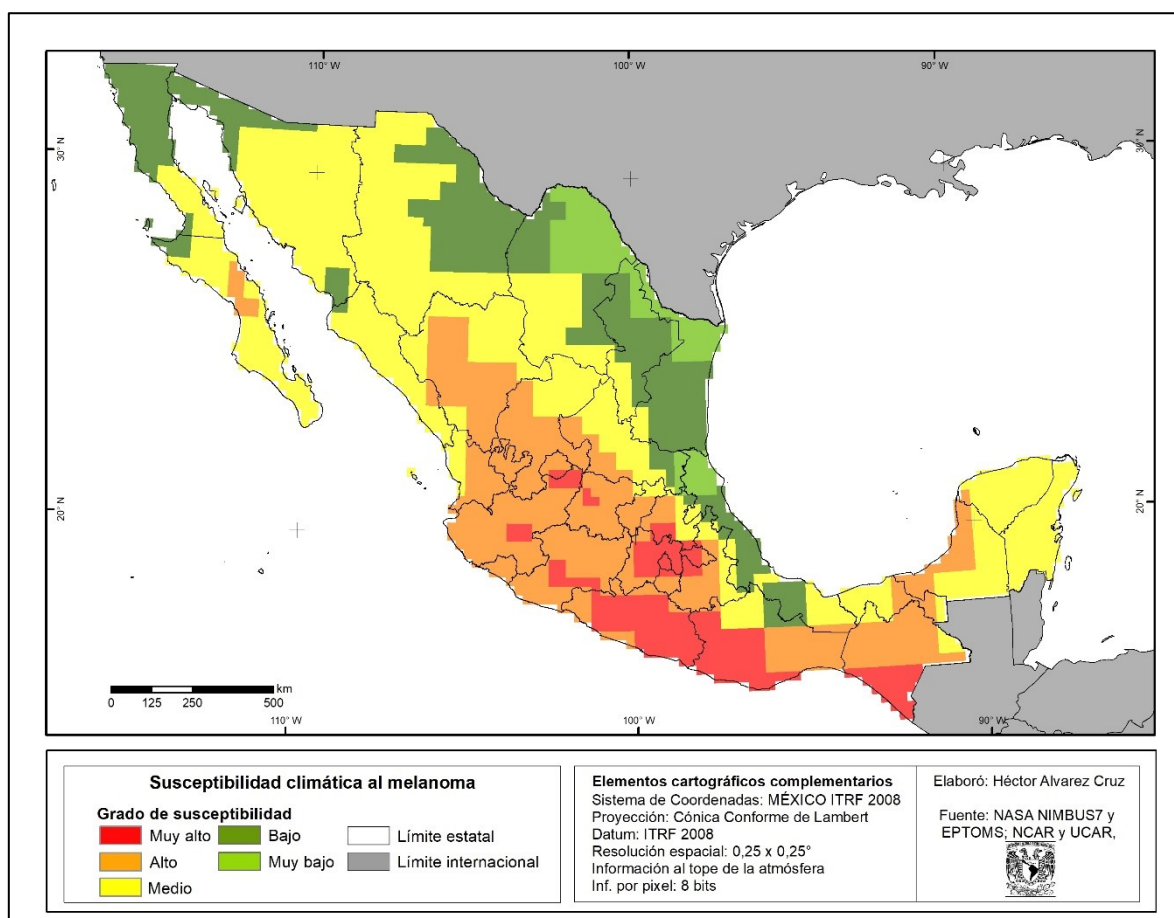 110° W
100° W
90° W
30° N
30° N
20° N
20° N
km
0 125 250 500
110° W
100° W
90° W
Susceptibilidad climática al melanoma
Grado de susceptibilidad
Muy alto
Alto
Medio
Bajo
Muy bajo
Límite estatal
Límite internacional
Elementos cartográficos complementarios
Sistema de Coordenadas: MÉXICO ITRF 2008
Proyección: Cónica Conforme de Lambert
Datum: ITRF 2008
Resolución espacial: 0,25 x 0,25°
Información al tope de la atmósfera
Inf. por pixel: 8 bits
Elaboró: Héctor Alvarez Cruz
Fuente: NASA NIMBUS7 y
EPTOMS; NCAR y UCAR,